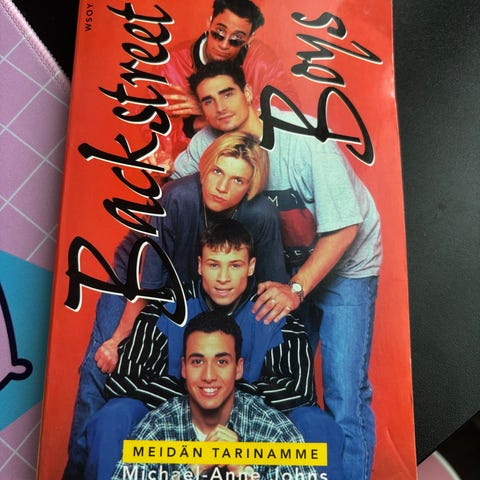 WSOY
Backstreet
Boys
MEIDÄN TARINAMME
Michael-Anne Johns